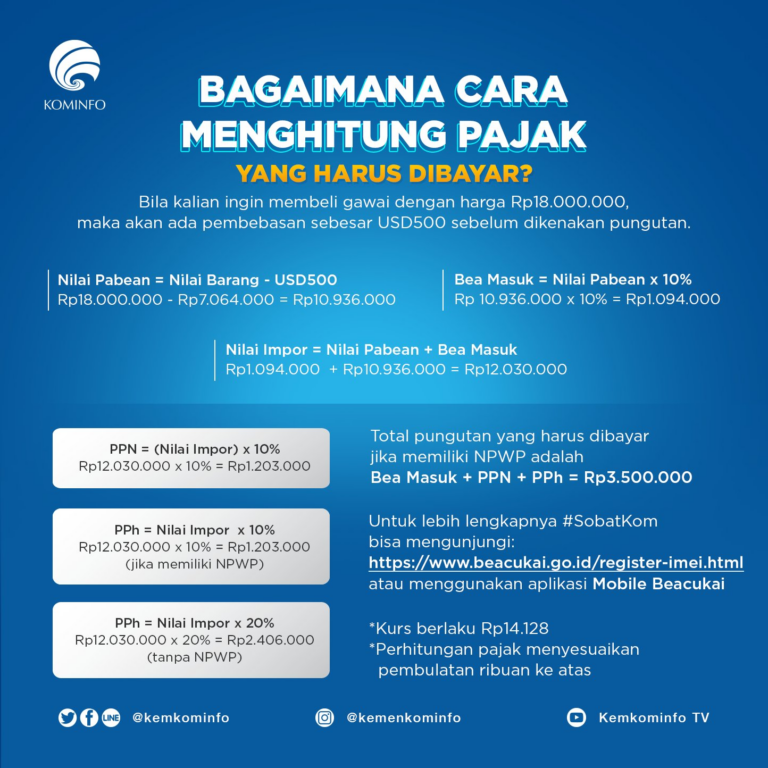 KOMINFO
BAGAIMANA CARA
MENGHITUNG PAJAK
YANG HARUS DIBAYAR?
Bila kalian ingin membeli gawai dengan harga Rp18.000.000,
maka akan ada pembebasan sebesar USD500 sebelum dikenakan pungutan.
Nilai Pabean = Nilai Barang - USD500
Rp18.000.000 - Rp7.064.000 = Rp10.936.000
Bea Masuk = Nilai Pabean x 10%
Rp 10.936.000 x 10% = Rp1.094.000
Nilai Impor = Nilai Pabean + Bea Masuk
Rp1.094.000 + Rp10.936.000 = Rp12.030.000
PPN = (Nilai Impor) x 10%
Rp12.030.000 x 10% = Rp1.203.000
PPh = Nilai Impor x 10%
Rp12.030.000 x 10% = Rp1.203.000
(jika memiliki NPWP)
PPh = Nilai Impor x 20%
Rp12.030.000 x 20% = Rp2.406.000
(tanpa NPWP)
Total pungutan yang harus dibayar
jika memiliki NPWP adalah
Bea Masuk + PPN + PPh = Rp3.500.000
Untuk lebih lengkapnya #SobatKom
bisa mengunjungi:
https://www.beacukai.go.id/register-imei.html
atau menggunakan aplikasi Mobile Beacukai
*Kurs berlaku Rp14.128
*Perhitungan pajak menyesuaikan
pembulatan ribuan ke atas
LINE @kemkominfo
@kemenkominfo
Kemkominfo TV